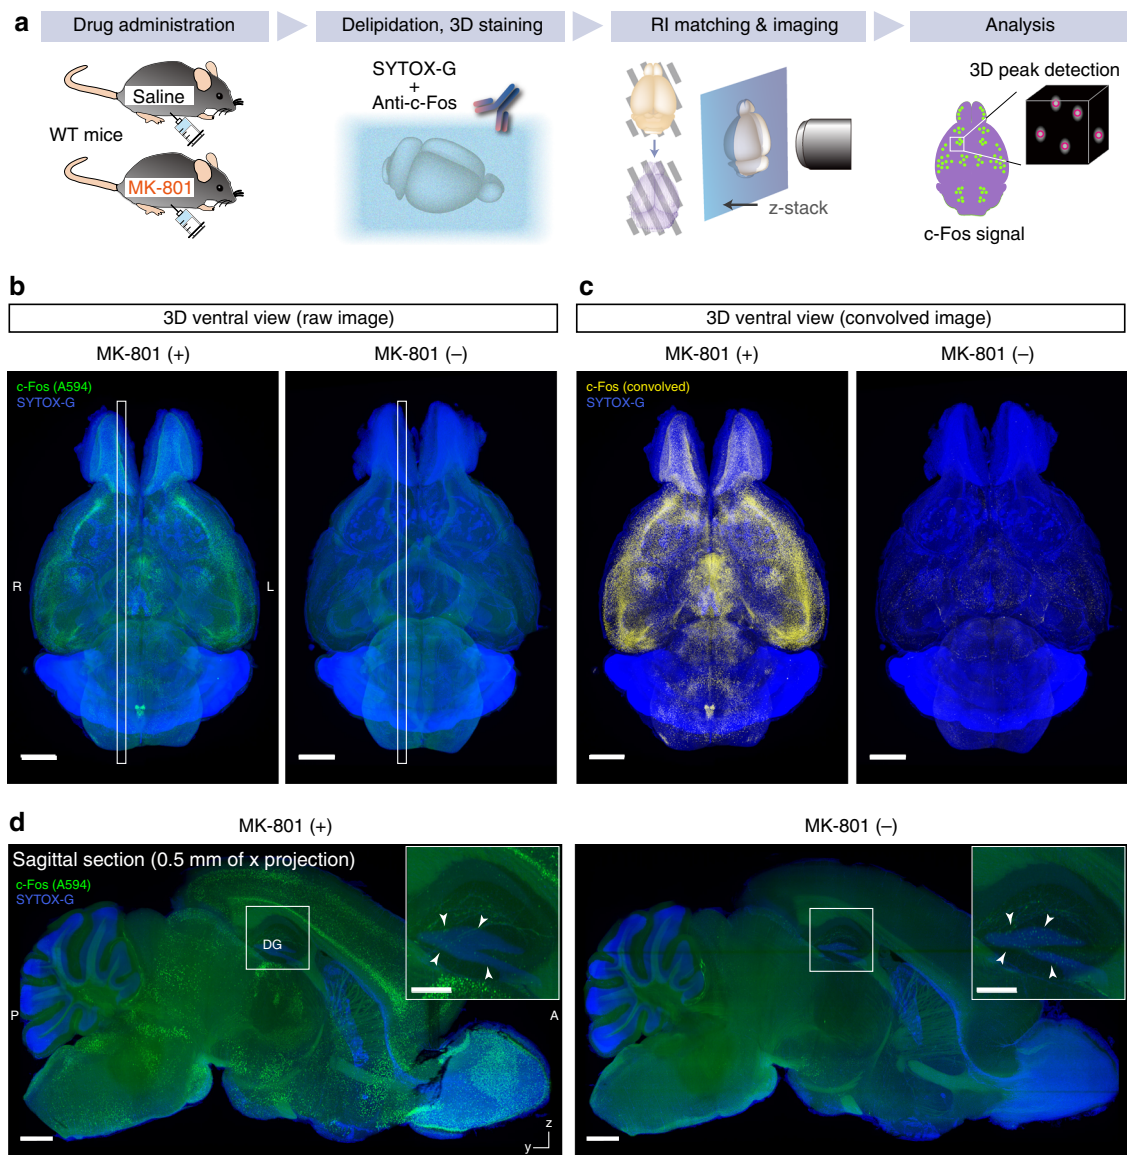 a
Drug administration
Delipidation, 3D staining
RI matching & imaging
Analysis
WT mice
Saline
MK-801
SYTOX-G
+
Anti-c-Fos
z-stack
3D peak detection
c-Fos signal
b
3D ventral view (raw image)
MK-801 (+)
MK-801 (–)
c-Fos (A594)
SYTOX-G
R
L
c
3D ventral view (convolved image)
MK-801 (+)
MK-801 (–)
c-Fos (convolved)
SYTOX-G
d
MK-801 (+)
MK-801 (–)
Sagittal section (0.5 mm of x projection)
c-Fos (A594)
SYTOX-G
DG
P
A
z
y